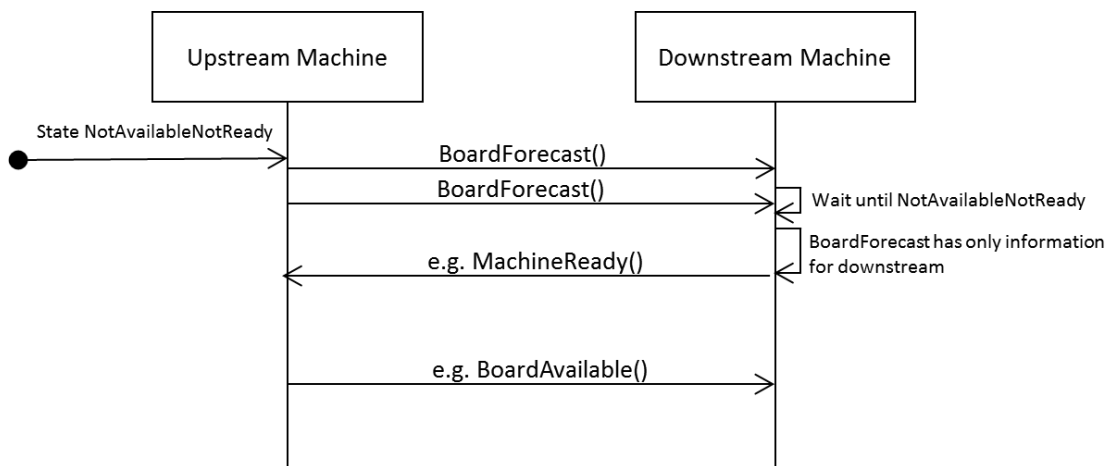 Upstream Machine
Downstream Machine
State NotAvailableNotReady
BoardForecast()
BoardForecast()
Wait until NotAvailableNotReady
BoardForecast has only information
for downstream
e.g. MachineReady()
e.g. BoardAvailable()